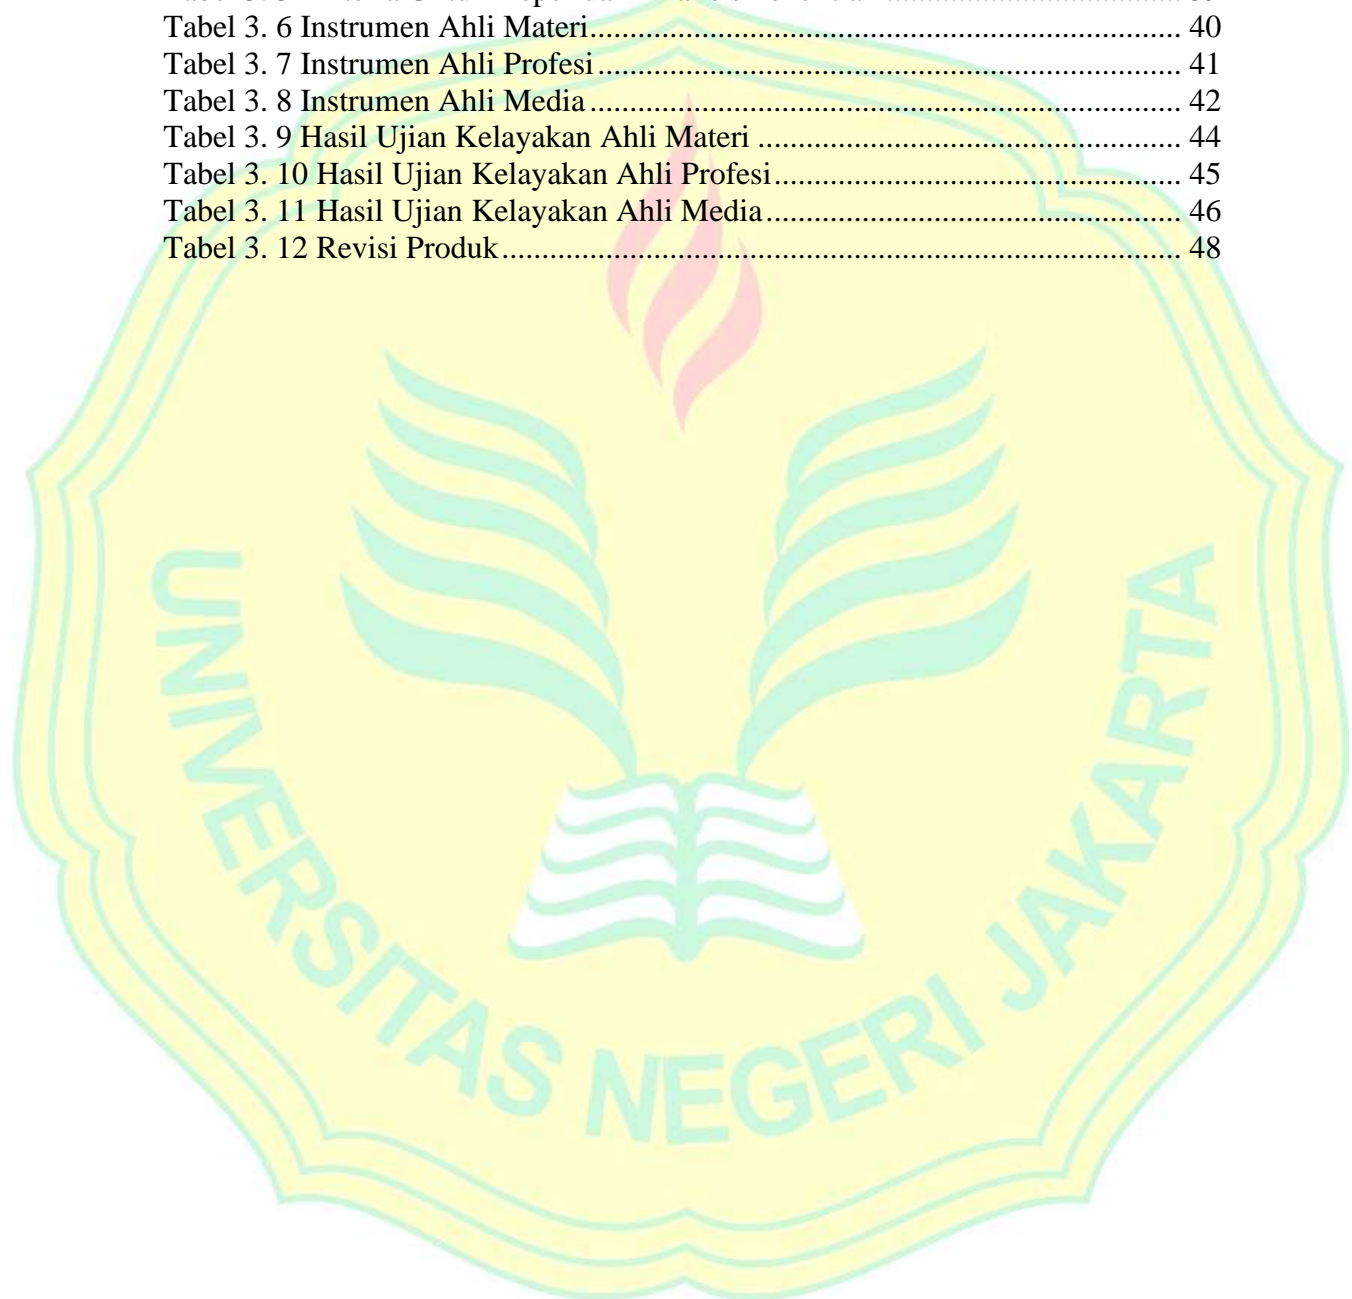 Tabel 3. 6 Instrumen Ahli Materi.......................................................................... 40
Tabel 3. 7 Instrumen Ahli Profesi......................................................................... 41
Tabel 3. 8 Instrumen Ahli Media............................................................................. 42
Tabel 3. 9 Hasil Ujian Kelayakan Ahli Materi ..................................................... 44
Tabel 3. 10 Hasil Ujian Kelayakan Ahli Profesi................................................... 45
Tabel 3. 11 Hasil Ujian Kelayakan Ahli Media.................................................... 46
Tabel 3. 12 Revisi Produk..................................................................................... 48
UNIVERSITAS NEGERI JAKARTA